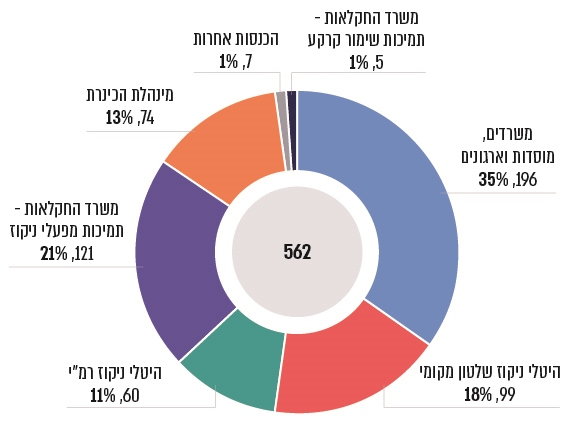 משרד החקלאות -
תמיכות שימור קרקע
5, 1%
הכנסות אחרות
7, 1%
מינהלת הכינרת
74, 13%
משרדים,
מוסדות וארגונים
196, 35%
משרד החקלאות -
תמיכות מפעלי ניקוז
121, 21%
562
היטלי ניקוז רמ"י
60, 11%
היטלי ניקוז שלטון מקומי
99, 18%